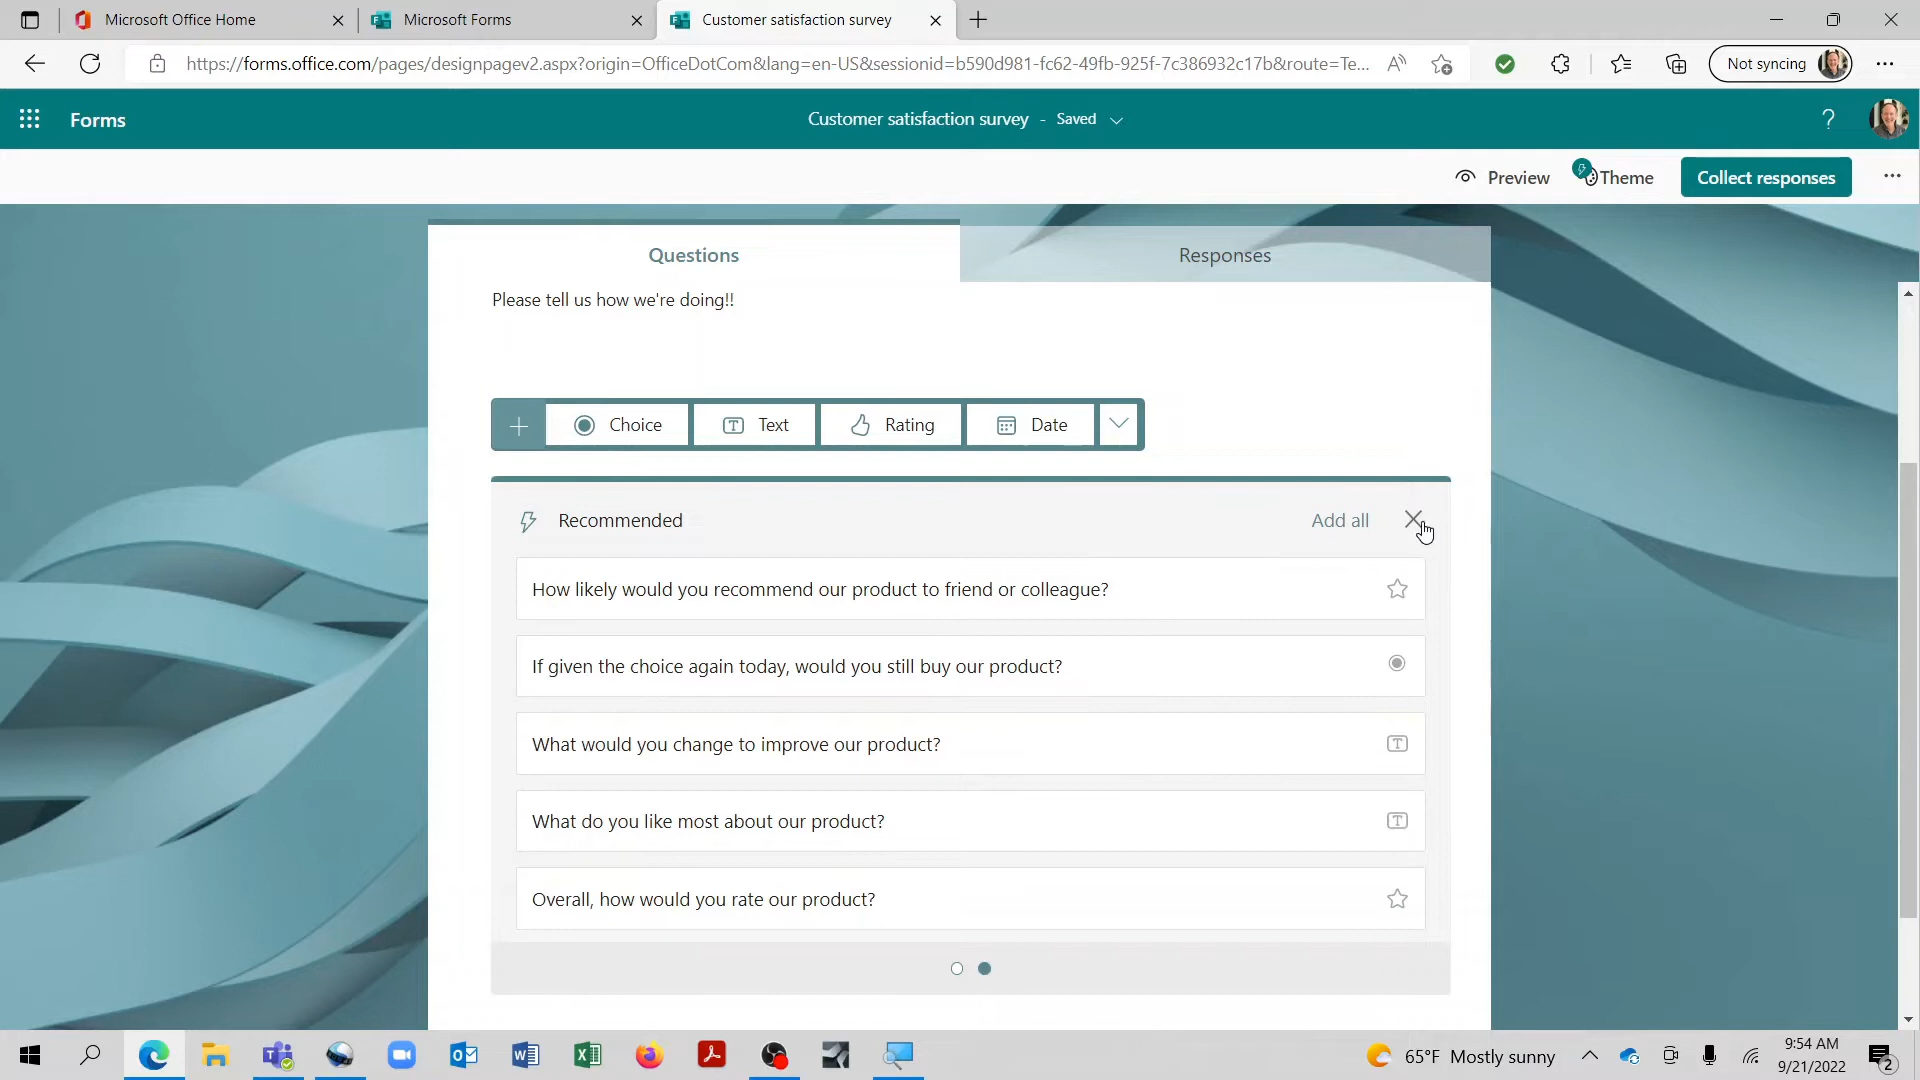 Microsoft Office Home
Microsoft Forms
Customer satisfaction survey
https://forms.office.com/pages/designpagev2.aspx?origin=OfficeDotCom&lang=en-US&sessionid=b590d981-fc62-49fb-925f-7c386932c17b&route=Te...
Not syncing
Forms
Customer satisfaction survey - Saved
?
Preview
Theme
Collect responses
Questions
Responses
Please tell us how we're doing!!
Choice
Text
Rating
Date
Recommended
Add all
How likely would you recommend our product to friend or colleague?
If given the choice again today, would you still buy our product?
What would you change to improve our product?
What do you like most about our product?
Overall, how would you rate our product?
65°F Mostly sunny
9:54 AM
9/21/2022
2